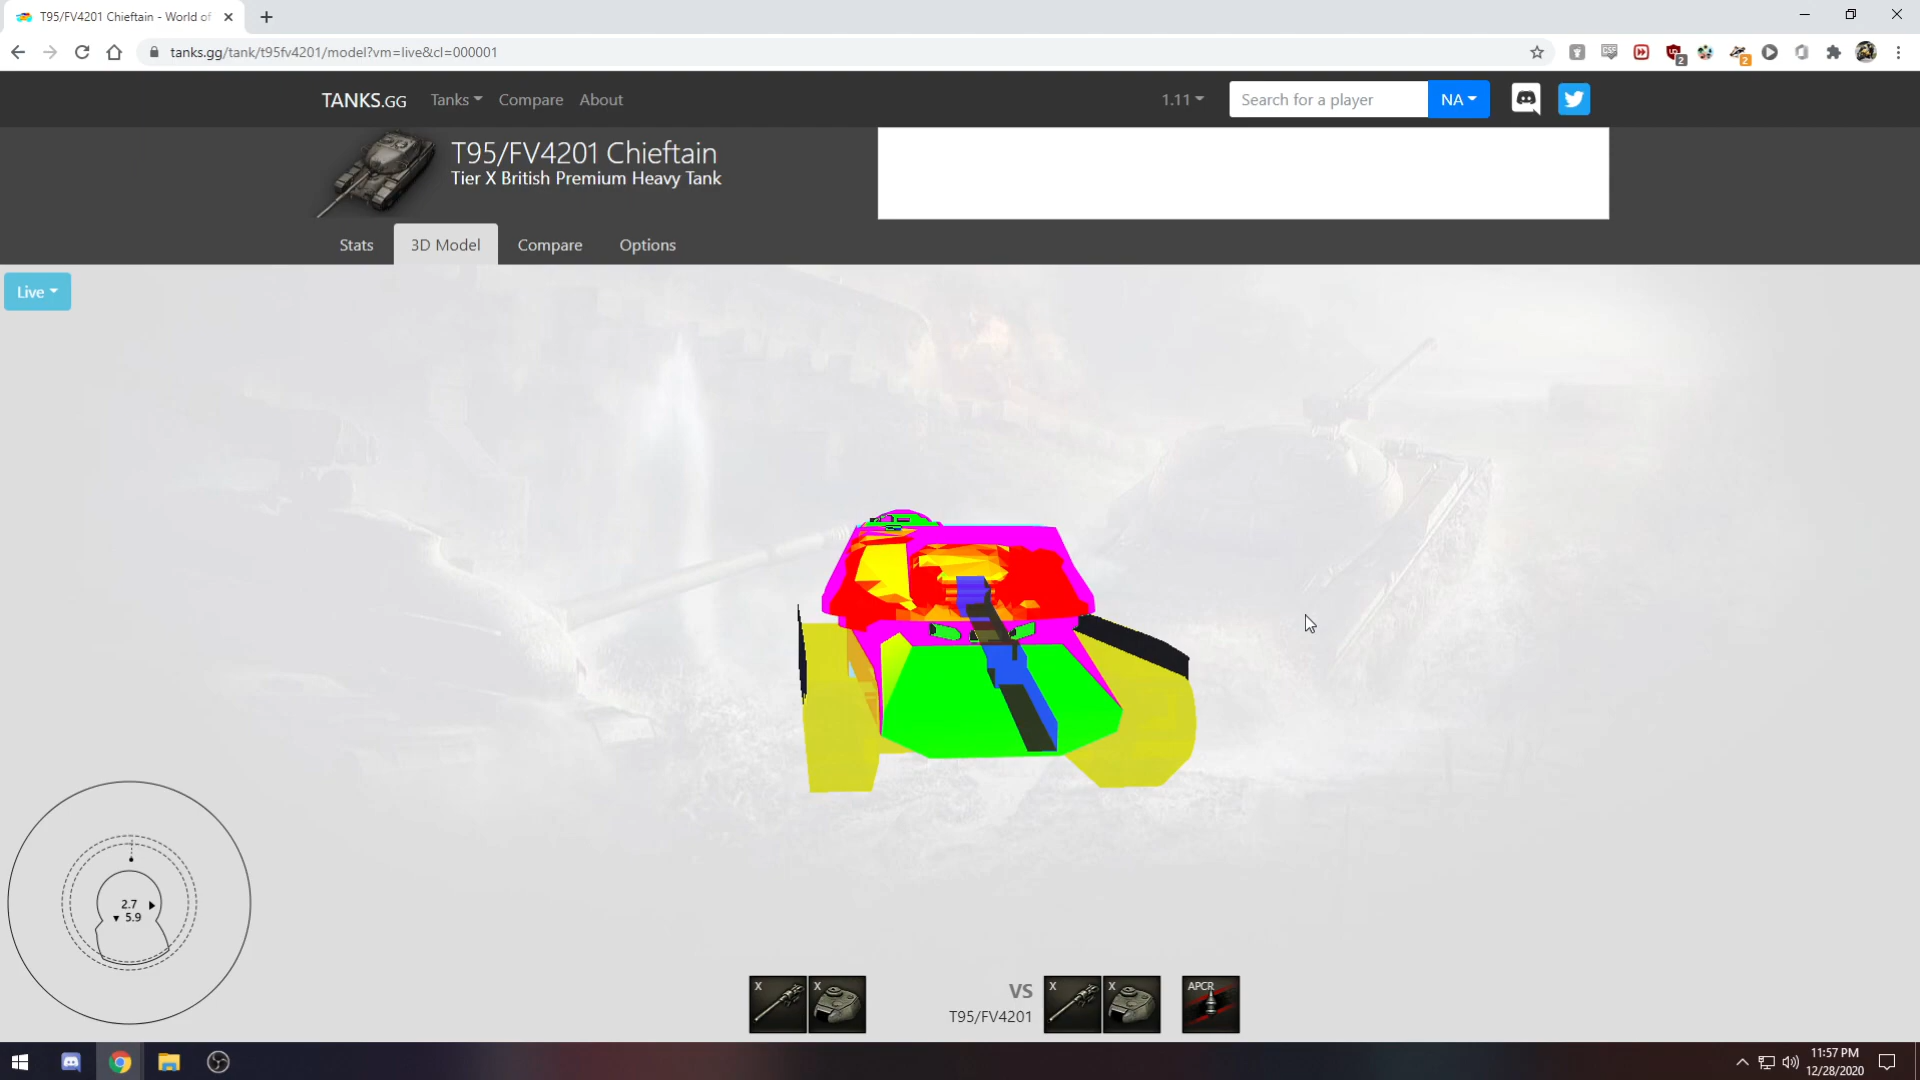 T95/FV4201 Chieftain - World of
tanks.gg/tank/t95fv4201/model?vm=live&cl=000001
2
2
TANKS.GG
Tanks
Compare
About
1.11
Search for a player
NA
T95/FV4201 Chieftain
Tier X British Premium Heavy Tank
Stats
3D Model
Compare
Options
Live
2.7
5.9
X
X
VS
T95/FV4201
X
X
APCR
11:57 PM
12/28/2020